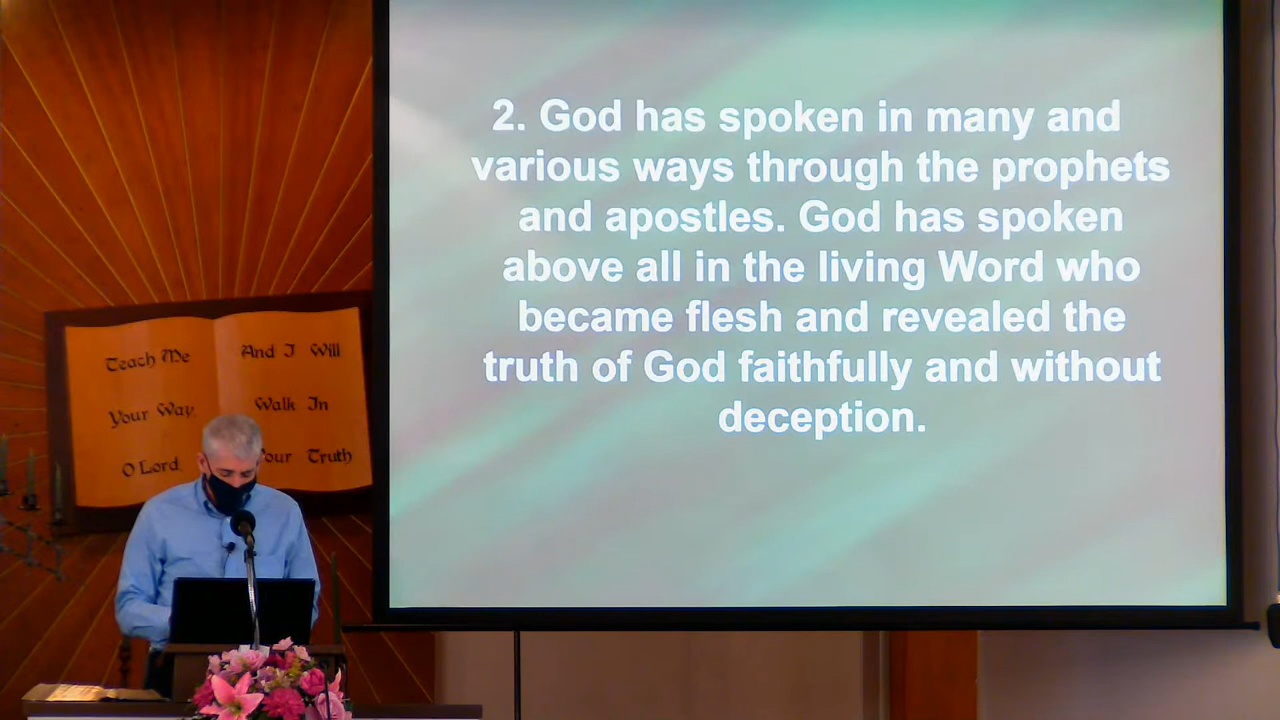 2. God has spoken in many and
various ways through the prophets
and apostles. God has spoken
above all in the living Word who
became flesh and revealed the
truth of God faithfully and without
deception.
Teach Me
Your Way
O Lord
And I Will
Walk In
Your Truth